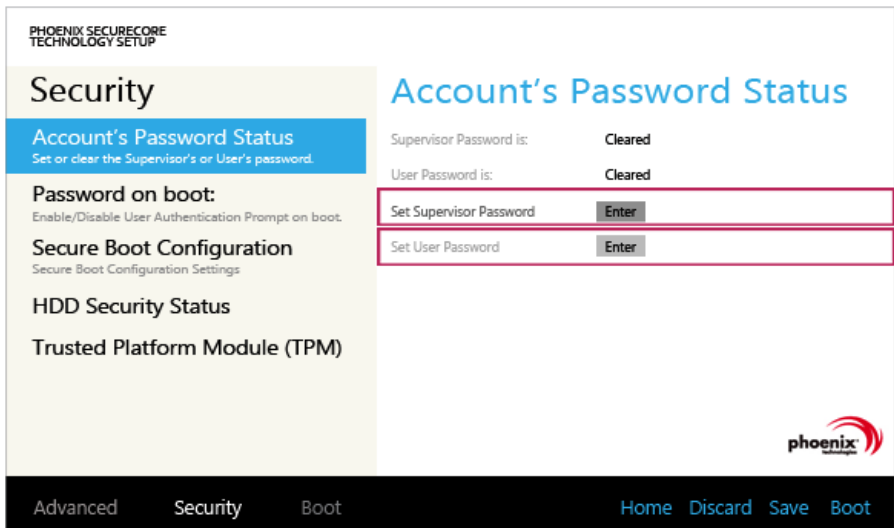 PHOENIX SECURECORE
TECHNOLOGY SETUP
Security
Account's Password Status
Set or clear the Supervisor's or User's password.
Password on boot:
Enable/Disable User Authentication Prompt on boot.
Secure Boot Configuration
Secure Boot Configuration Settings
HDD Security Status
Trusted Platform Module (TPM)
Account's Password Status
Supervisor Password is: Cleared
User Password is: Cleared
Set Supervisor Password Enter
Set User Password Enter
phoenix
technologies
Advanced Security Boot Home Discard Save Boot